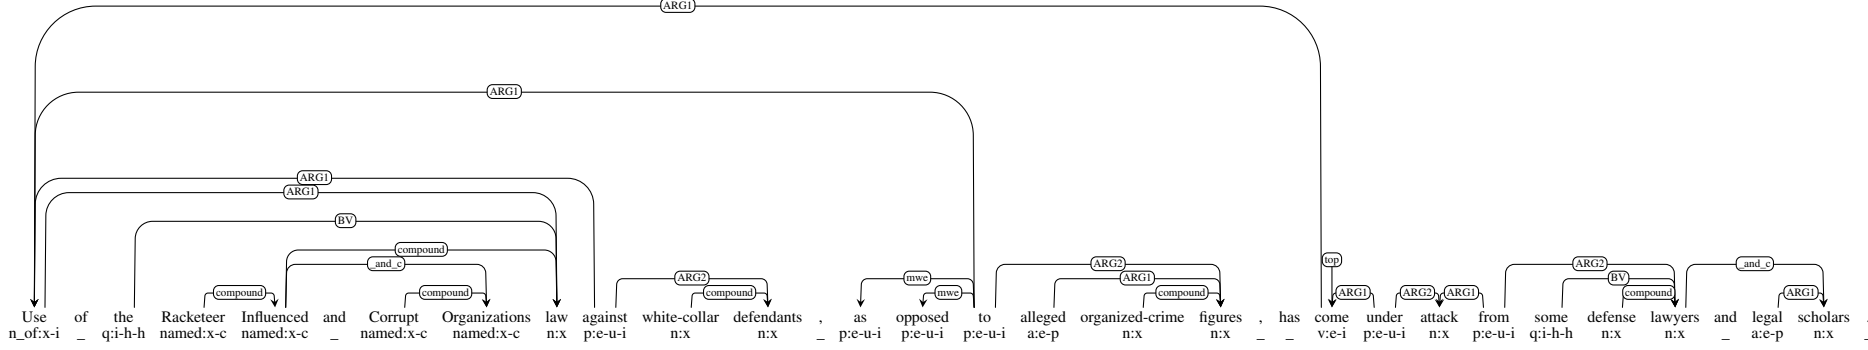 ARG1
ARG1
ARG1
ARG1
BV
compound
_and_c
top
ARG2 mwe ARG2 ARG1 ARG2 BV _and_c
compound compound compound mwe compound ARG1 ARG2 ARG1 compound ARG1
Use of the Racketeer Influenced and Corrupt Organizations law against white-collar defendants , as opposed to alleged organized-crime figures , has come under attack from some defense lawyers and legal scholars .
n_of:x-i _ q:i-h-h named:x-c named:x-c _ named:x-c named:x-c n:x p:e-u-i n:x n:x _ p:e-u-i p:e-u-i p:e-u-i a:e-p n:x n:x _ _ v:e-i p:e-u-i n:x p:e-u-i q:i-h-h n:x n:x _ a:e-p n:x _